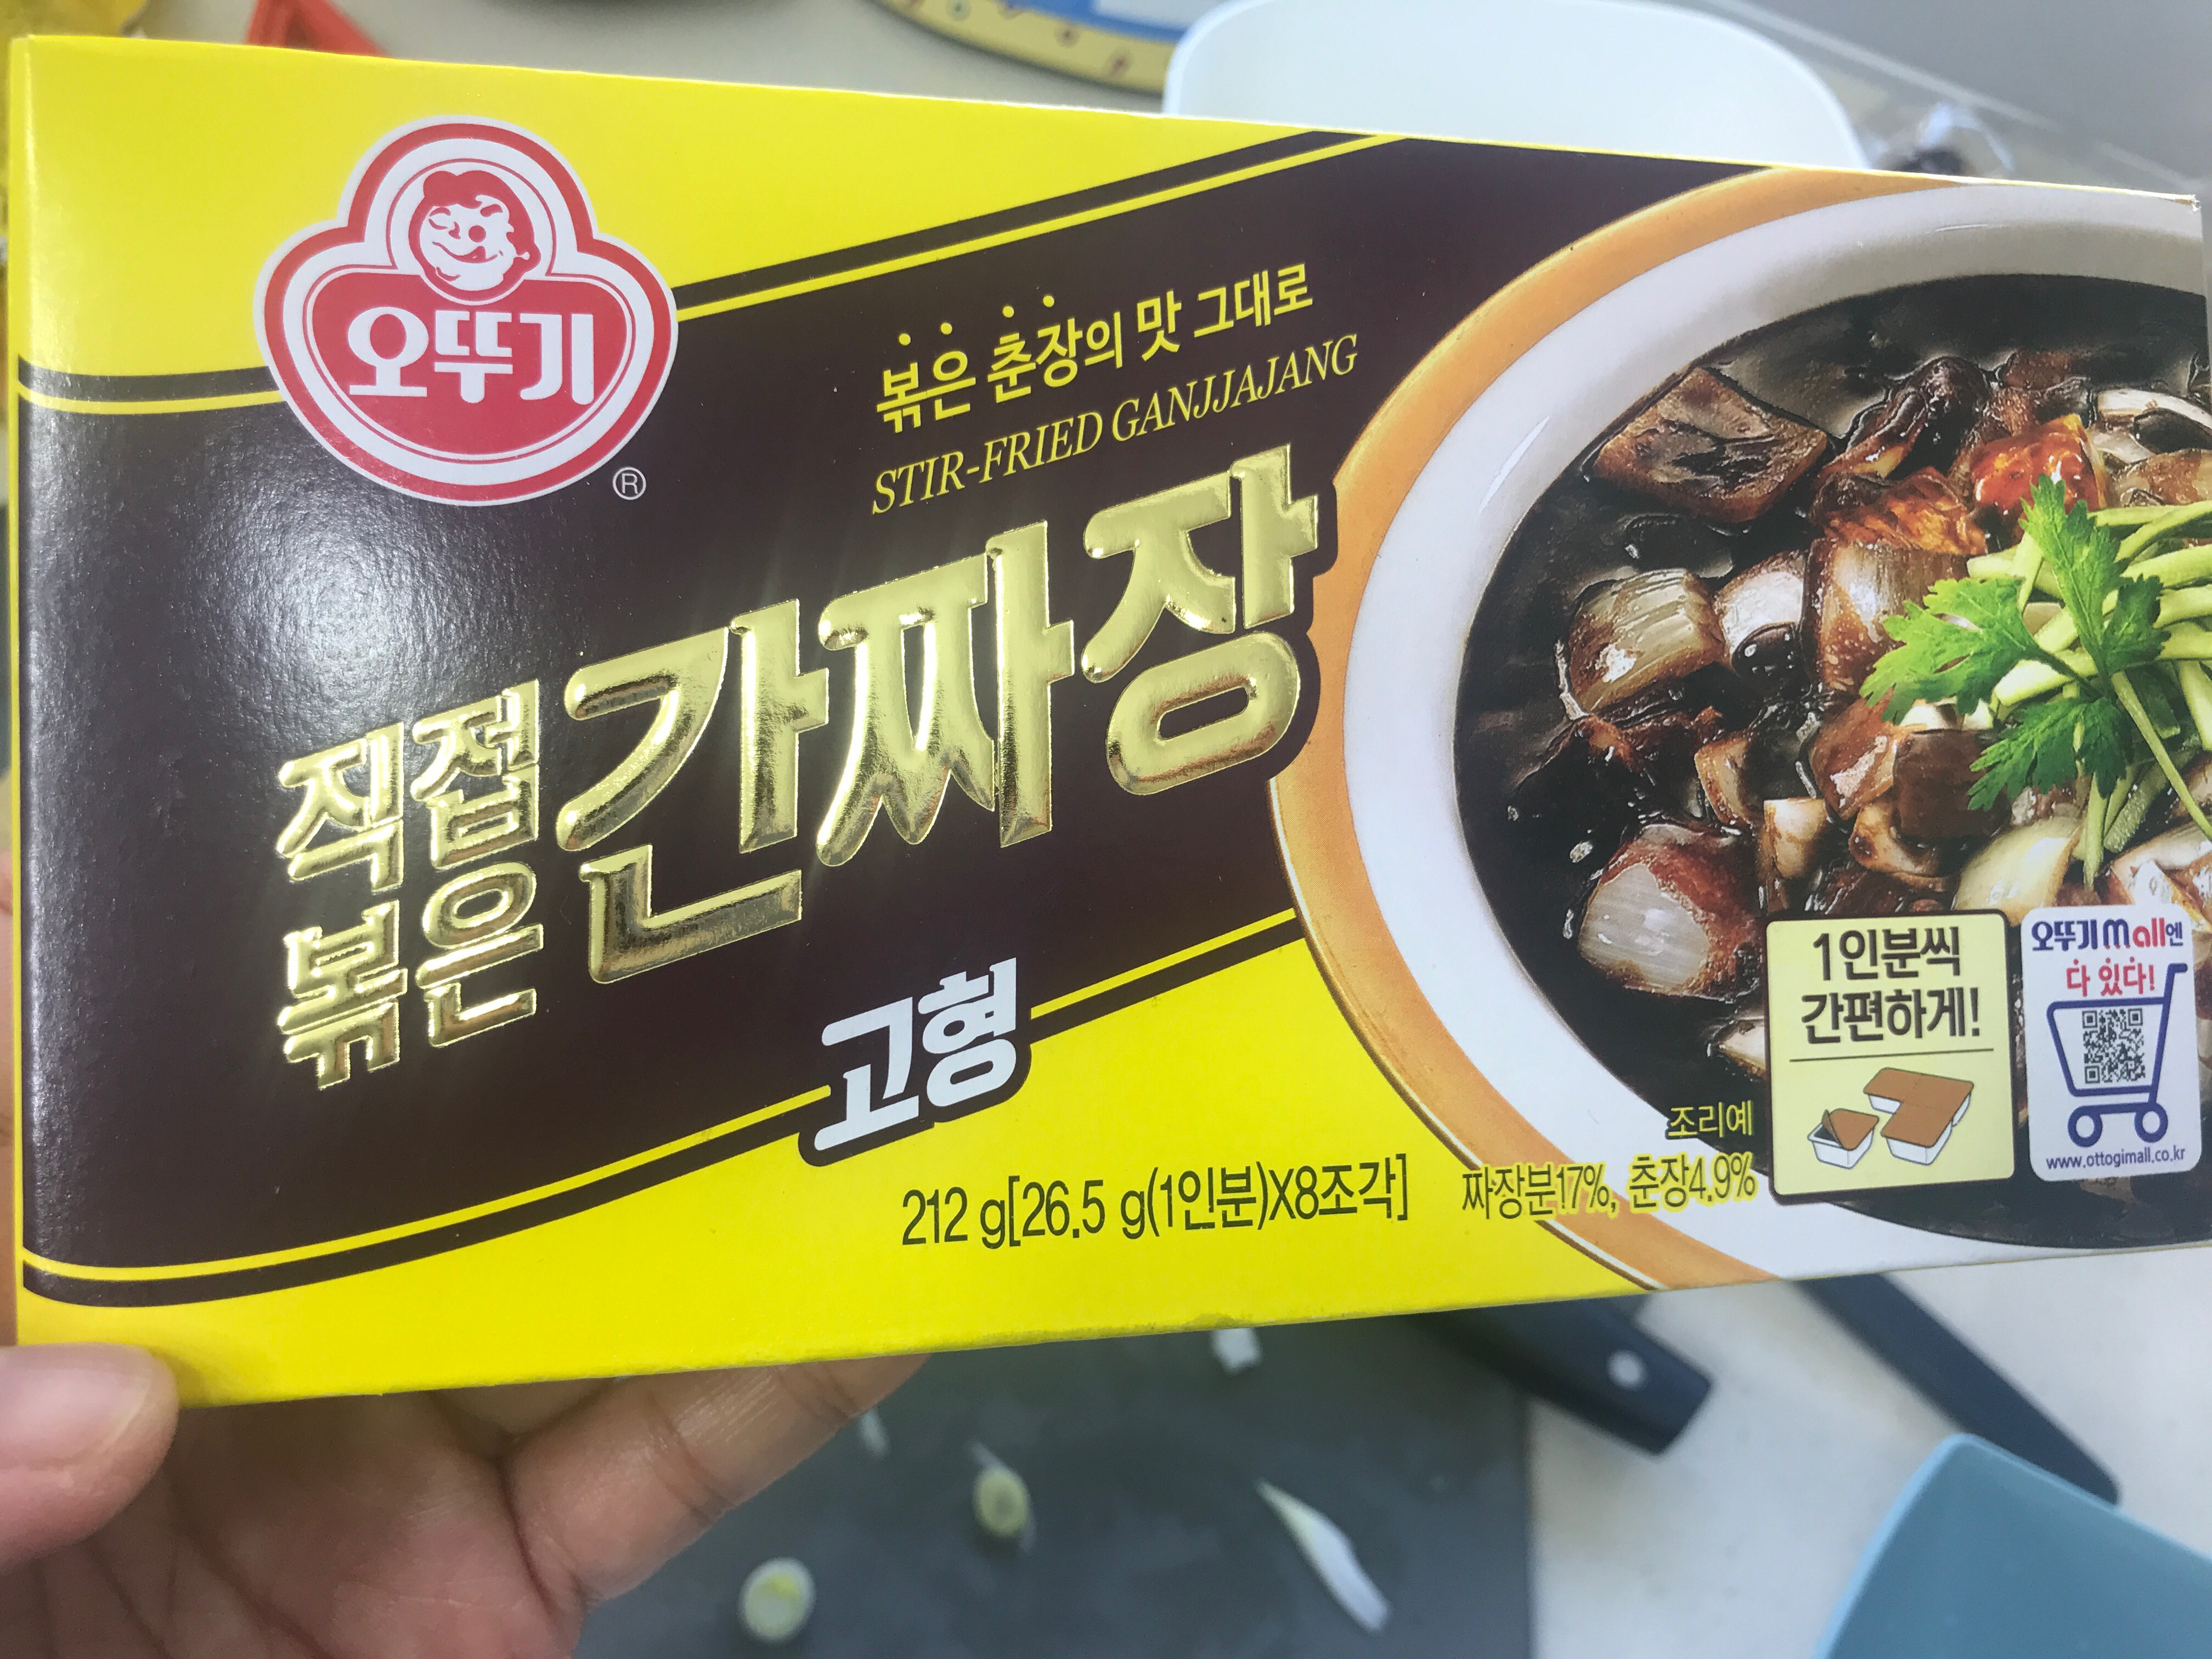 오뚜기
®
볶은 춘장의 맛 그대로
STIR-FRIED GANJJAJANG
직접
볶은
간짜장
고형
212 g[26.5 g(1인분)X8조각]
짜장분17%, 춘장4.9%
조리예
1인분씩
간편하게!
오뚜기mall엔
다 있다!
www.ottogimall.co.kr